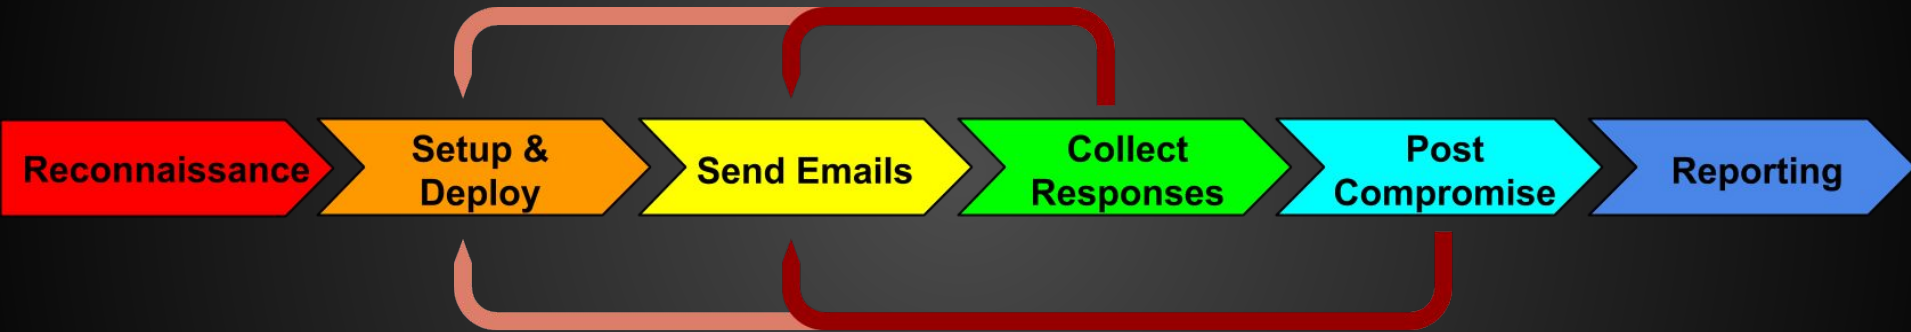 Reconnaissance
Setup &
Deploy
Send Emails
Collect
Responses
Post
Compromise
Reporting